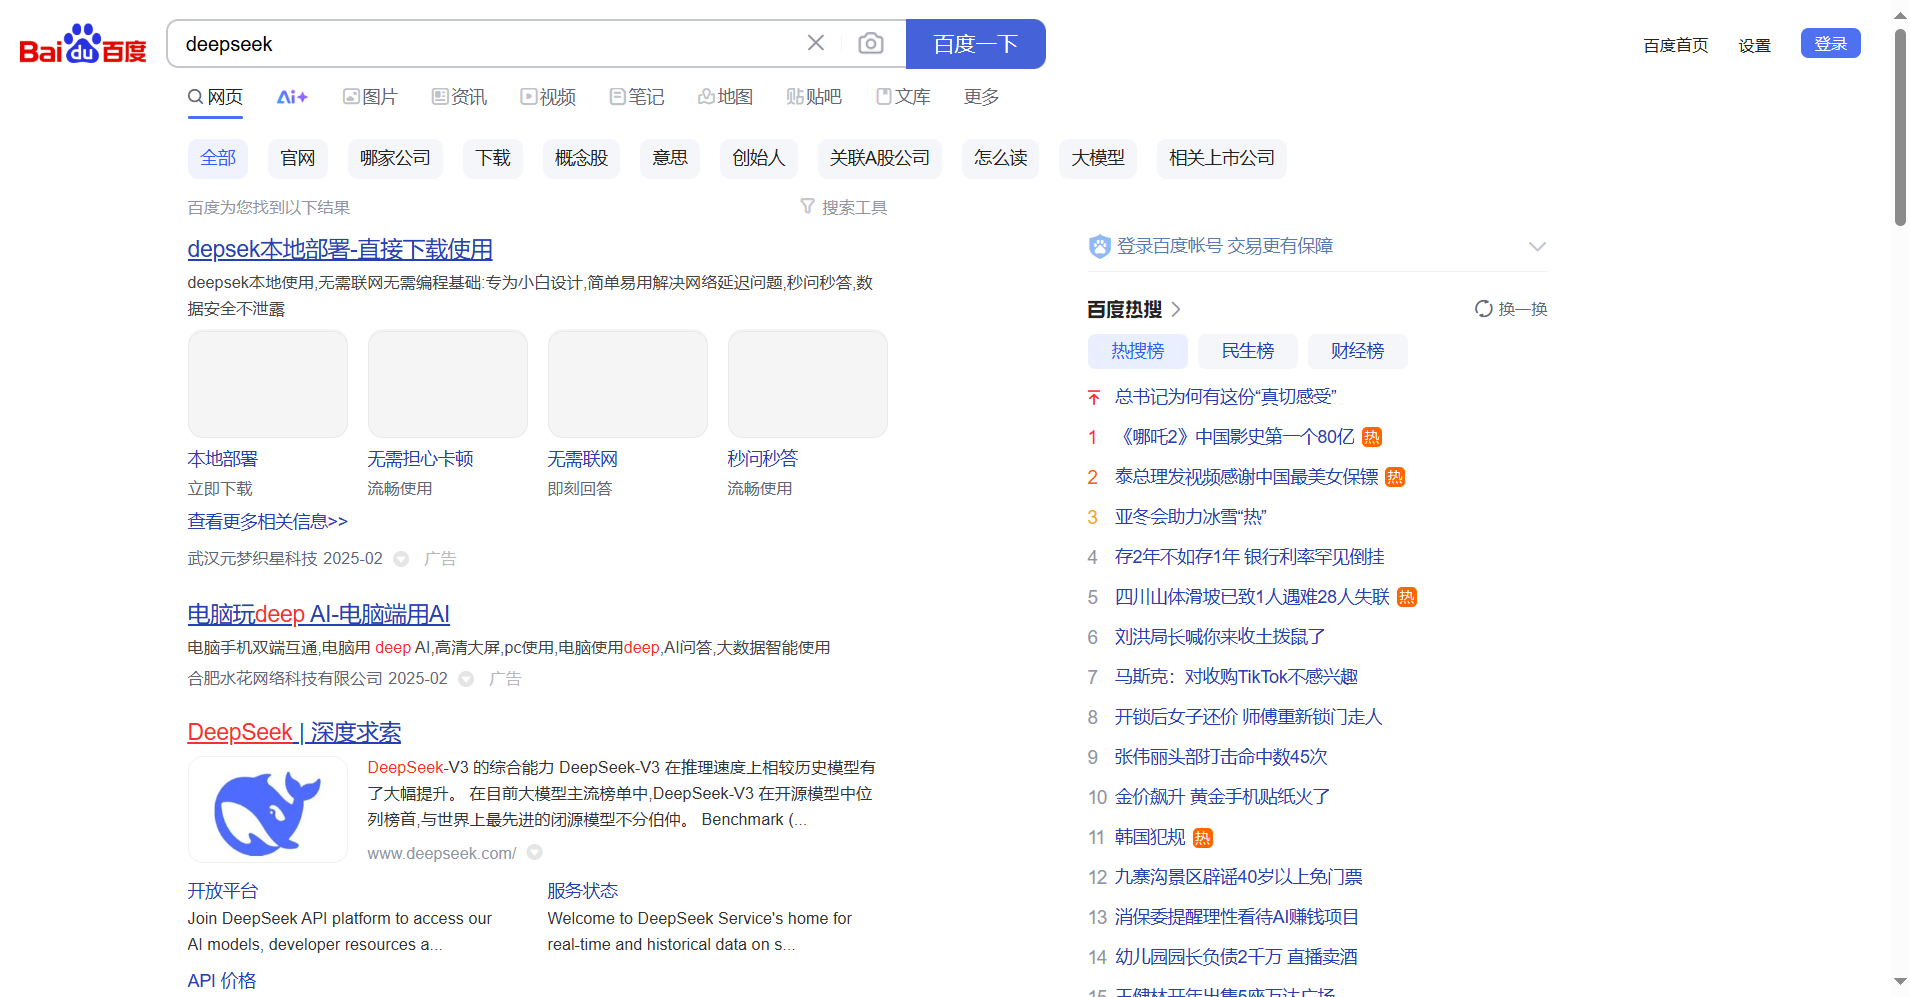 Bai du 百度
deepseek
百度一下
百度首页
设置
登录
网页
Ai+
图片
资讯
视频
笔记
地图
贴吧
文库
更多
全部
官网
哪家公司
下载
概念股
意思
创始人
关联A股公司
怎么读
大模型
相关上市公司
百度为您找到以下结果
搜索工具
depsek本地部署-直接下载使用
deepsek本地使用,无需联网无需编程基础:专为小白设计,简单易用解决网络延迟问题,秒问秒答,数
据安全不泄露
本地部署
立即下载
无需担心卡顿
流畅使用
无需联网
即刻回答
秒问秒答
流畅使用
查看更多相关信息>>
武汉元梦织星科技 2025-02 广告
电脑玩deep AI-电脑端用AI
电脑手机双端互通,电脑用 deep AI,高清大屏,pc使用,电脑使用deep,AI问答,大数据智能使用
合肥水花网络科技有限公司 2025-02 广告
DeepSeek | 深度求索
DeepSeek-V3 的综合能力 DeepSeek-V3 在推理速度上相较历史模型有
了大幅提升。 在目前大模型主流榜单中,DeepSeek-V3 在开源模型中位
列榜首,与世界上最先进的闭源模型不分伯仲。 Benchmark (...
www.deepseek.com/
开放平台
Join DeepSeek API platform to access our
AI models, developer resources a...
服务状态
Welcome to DeepSeek Service's home for
real-time and historical data on s...
API 价格
登录百度帐号 交易更有保障
百度热搜
换一换
热搜榜
民生榜
财经榜
总书记为何有这份“真切感受”
1 《哪吒2》中国影史第一个80亿 热
2 泰总理发视频感谢中国最美女保镖 热
3 亚冬会助力冰雪“热”
4 存2年不如存1年 银行利率罕见倒挂
5 四川山体滑坡已致1人遇难28人失联 热
6 刘洪局长喊你来收土拨鼠了
7 马斯克：对收购TikTok不感兴趣
8 开锁后女子还价 师傅重新锁门走人
9 张伟丽头部打击命中数45次
10 金价飙升 黄金手机贴纸火了
11 韩国犯规 热
12 九寨沟景区辟谣40岁以上免门票
13 消保委提醒理性看待AI赚钱项目
14 幼儿园园长负债2千万 直播卖酒
15 王健林开年出售5座万达广场